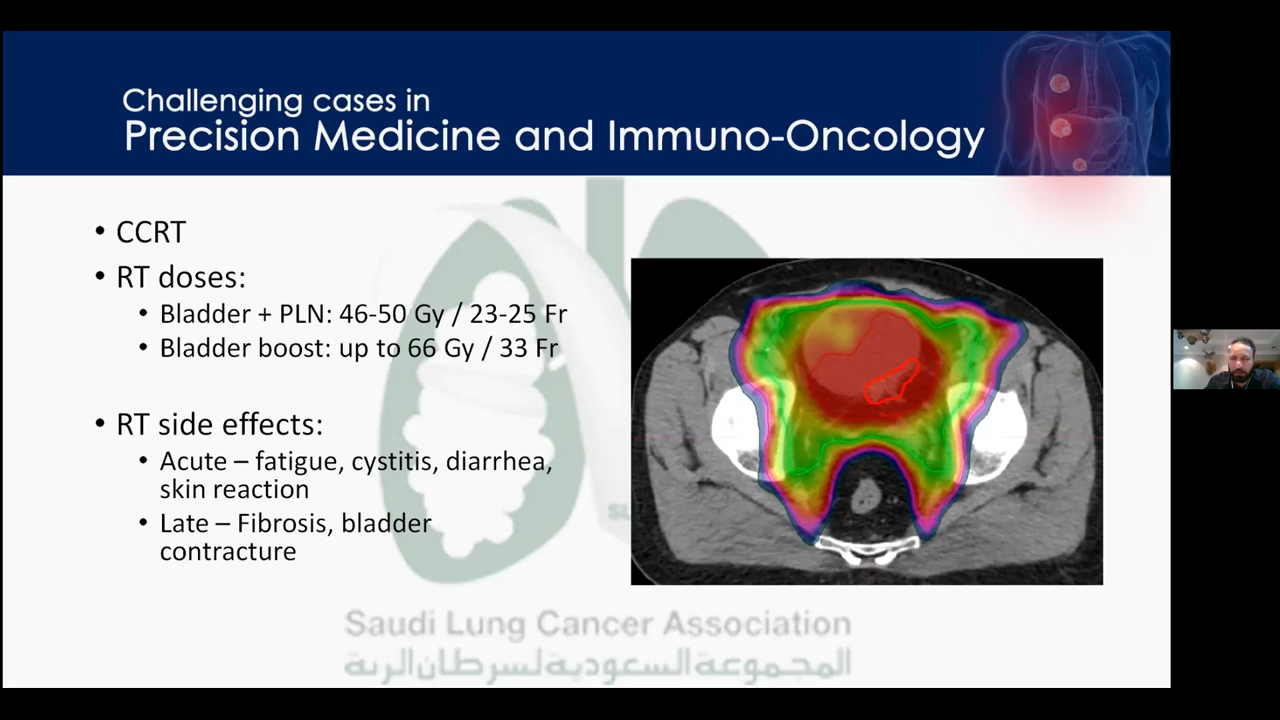 Challenging cases in
Precision Medicine and Immuno-Oncology
• CCRT
• RT doses:
• Bladder + PLN: 46-50 Gy / 23-25 Fr
• Bladder boost: up to 66 Gy / 33 Fr
• RT side effects:
• Acute – fatigue, cystitis, diarrhea,
skin reaction
• Late – Fibrosis, bladder
contracture
Saudi Lung Cancer Association
المجموعة السعودية لسرطان الرئة